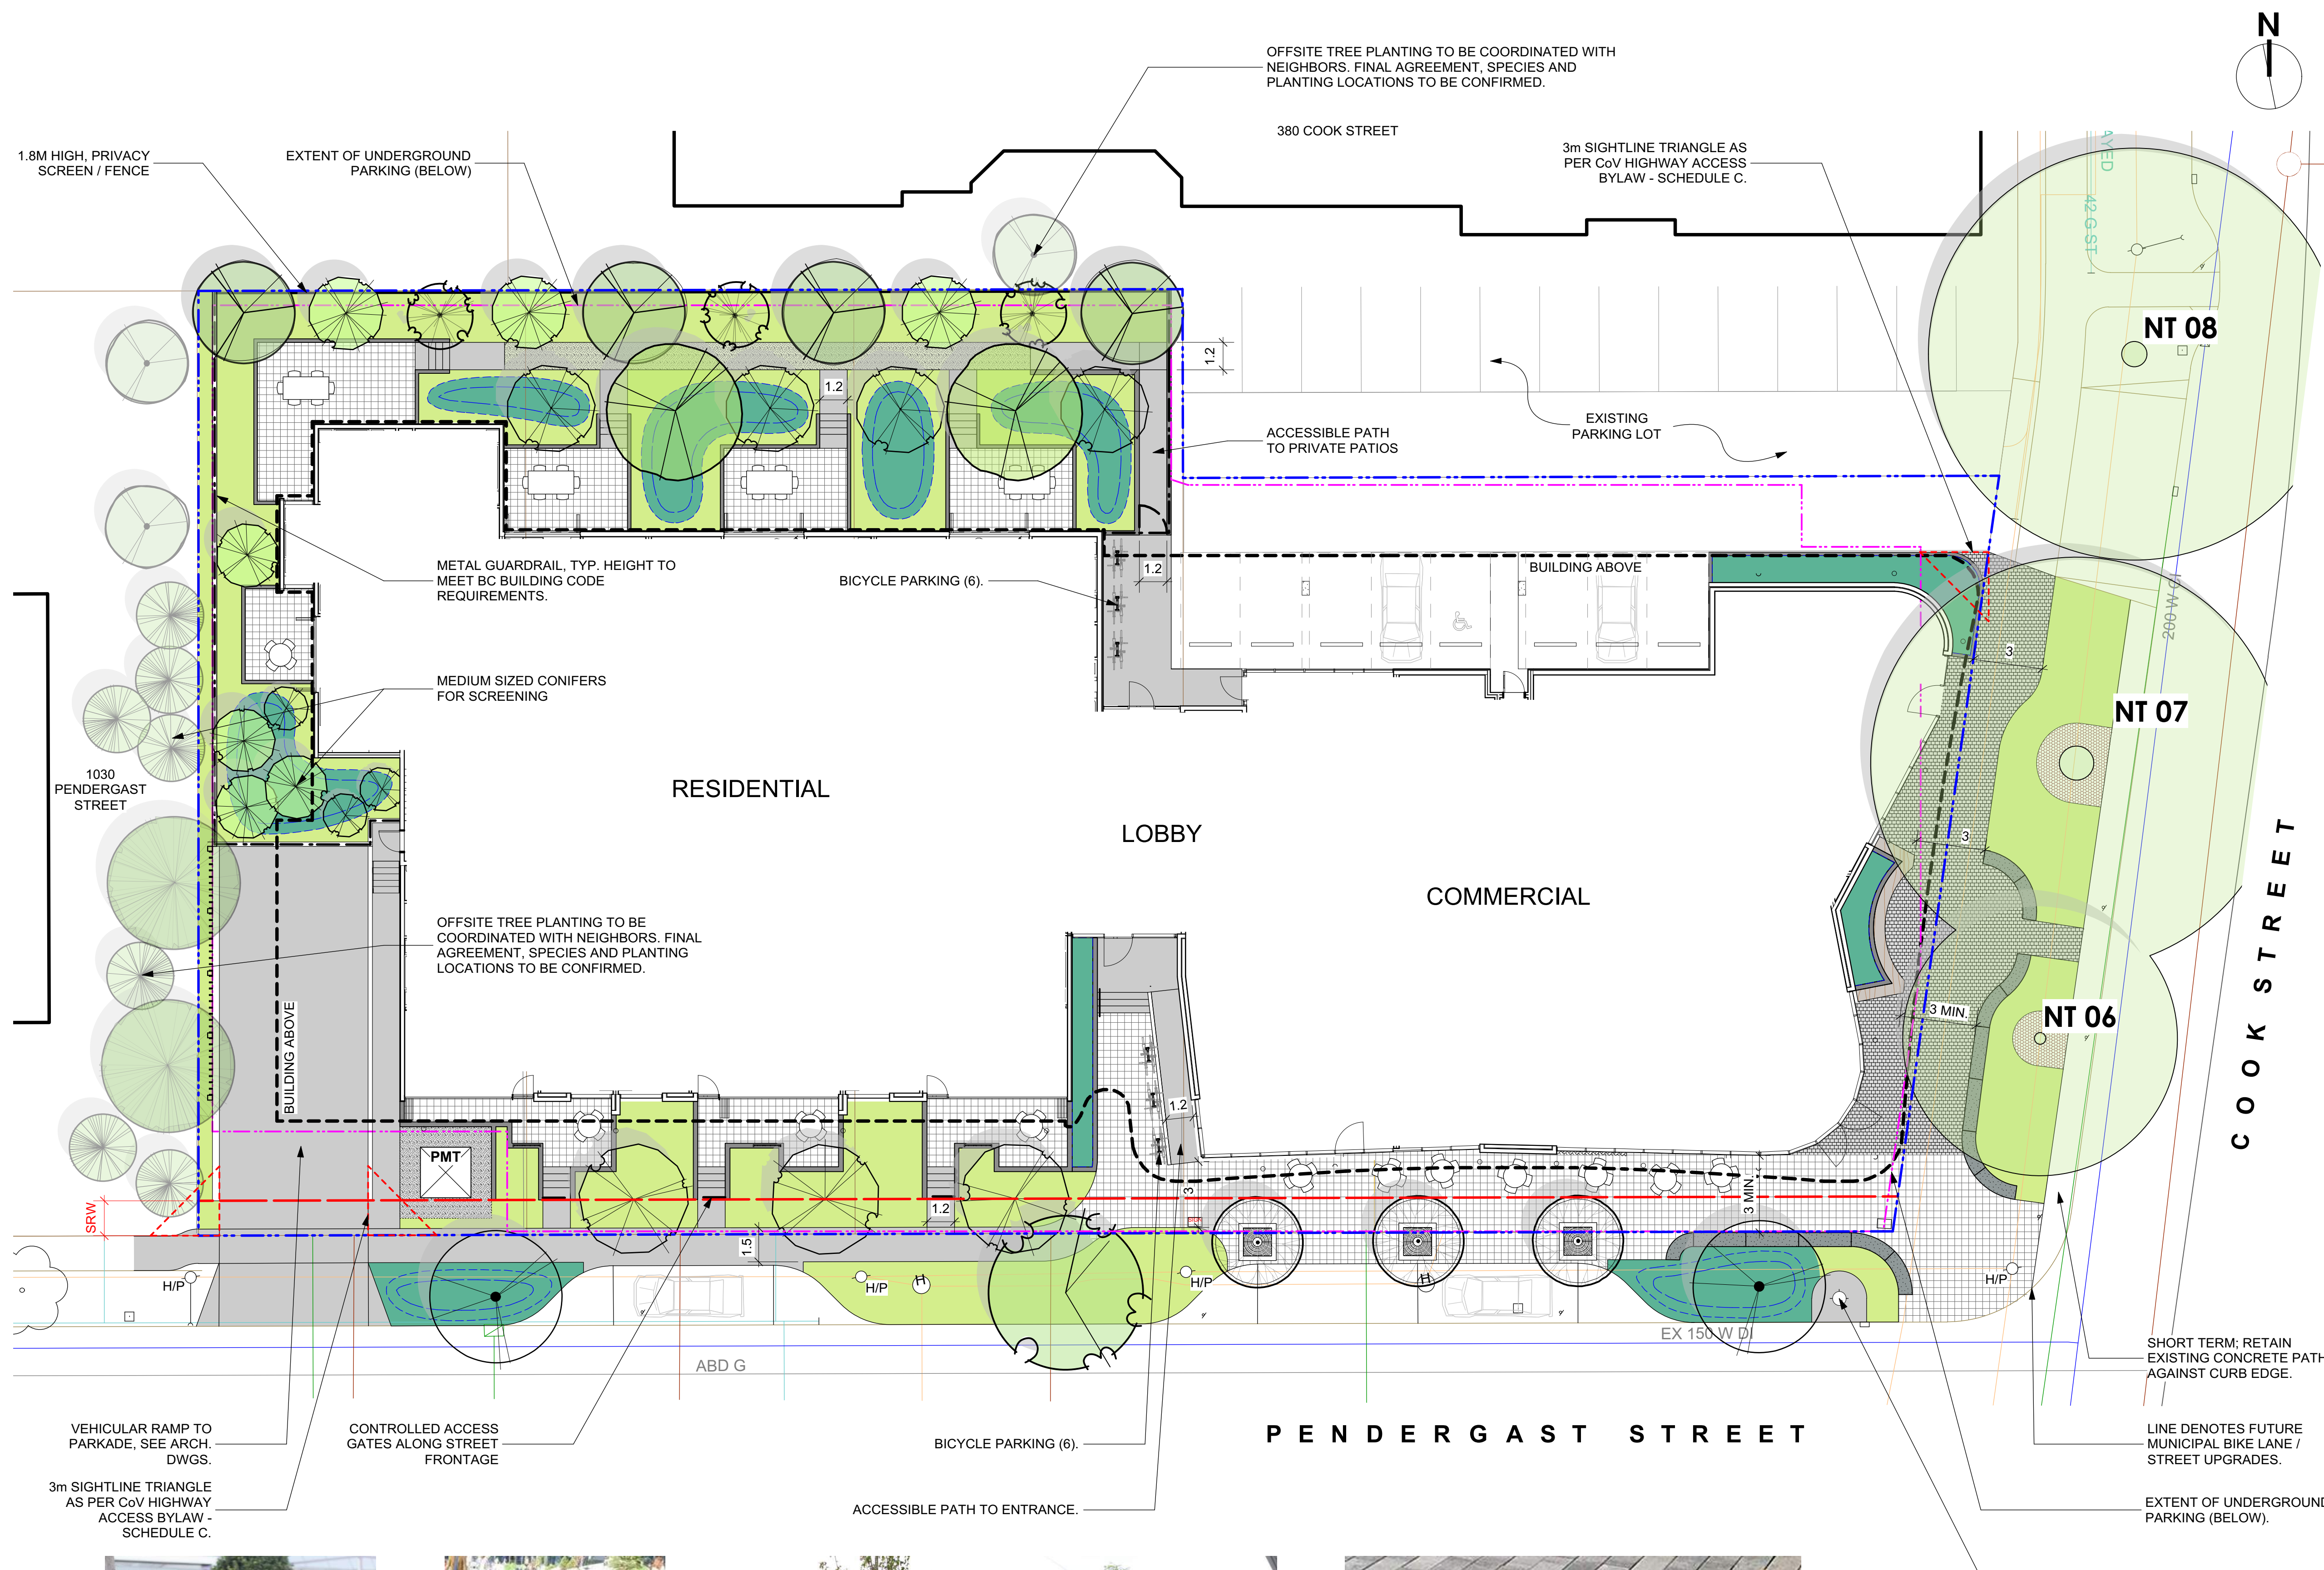 N
OFFSITE TREE PLANTING TO BE COORDINATED WITH
NEIGHBORS. FINAL AGREEMENT, SPECIES AND
PLANTING LOCATIONS TO BE CONFIRMED.
380 COOK STREET
1.8M HIGH, PRIVACY
SCREEN / FENCE
EXTENT OF UNDERGROUND
PARKING (BELOW)
3m SIGHTLINE TRIANGLE AS
PER CoV HIGHWAY ACCESS
BYLAW - SCHEDULE C.
AYED
42 G ST
NT 08
1.2
1.2
ACCESSIBLE PATH
TO PRIVATE PATIOS
EXISTING
PARKING LOT
METAL GUARDRAIL, TYP. HEIGHT TO
MEET BC BUILDING CODE
REQUIREMENTS.
BICYCLE PARKING (6).
1.2
BUILDING ABOVE
200 W DI
3
MEDIUM SIZED CONIFERS
FOR SCREENING
NT 07
1030
PENDERGAST
STREET
RESIDENTIAL
LOBBY
COMMERCIAL
3
COOK STREET
OFFSITE TREE PLANTING TO BE
COORDINATED WITH NEIGHBORS. FINAL
AGREEMENT, SPECIES AND PLANTING
LOCATIONS TO BE CONFIRMED.
3 MIN.
NT 06
BUILDING ABOVE
1.2
PMT
SRW
1.2
3
3 MIN.
1.5
H/P
H/P
H
H/P
H
H/P
EX 150 W DI
ABD G
SHORT TERM; RETAIN
EXISTING CONCRETE PATH
AGAINST CURB EDGE.
VEHICULAR RAMP TO
PARKADE, SEE ARCH.
DWGS.
CONTROLLED ACCESS
GATES ALONG STREET
FRONTAGE
BICYCLE PARKING (6).
PENDERGAST STREET
LINE DENOTES FUTURE
MUNICIPAL BIKE LANE /
STREET UPGRADES.
3m SIGHTLINE TRIANGLE
AS PER CoV HIGHWAY
ACCESS BYLAW -
SCHEDULE C.
ACCESSIBLE PATH TO ENTRANCE.
EXTENT OF UNDERGROUND
PARKING (BELOW).